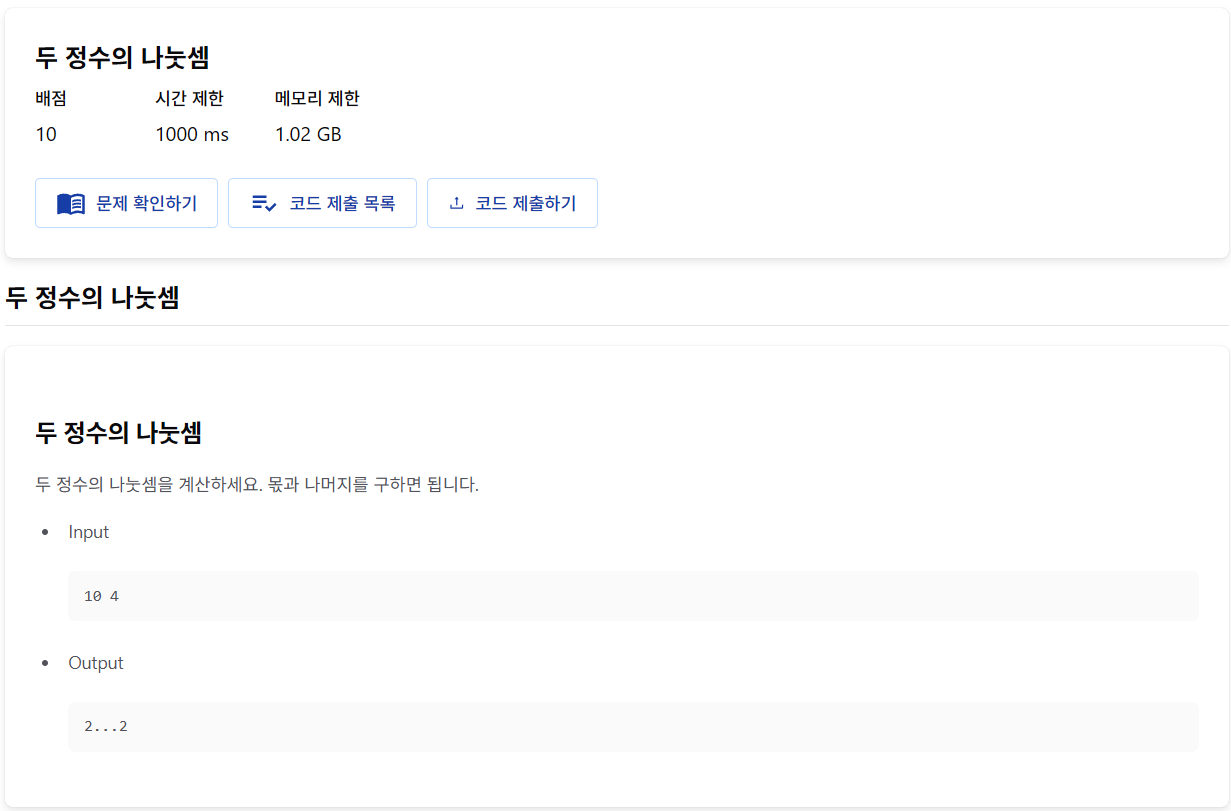 두 정수의 나눗셈
배점 시간 제한 메모리 제한
10 1000 ms 1.02 GB
문제 확인하기 코드 제출 목록 코드 제출하기
두 정수의 나눗셈
두 정수의 나눗셈
두 정수의 나눗셈을 계산하세요. 몫과 나머지를 구하면 됩니다.
Input
10 4
Output
2...2